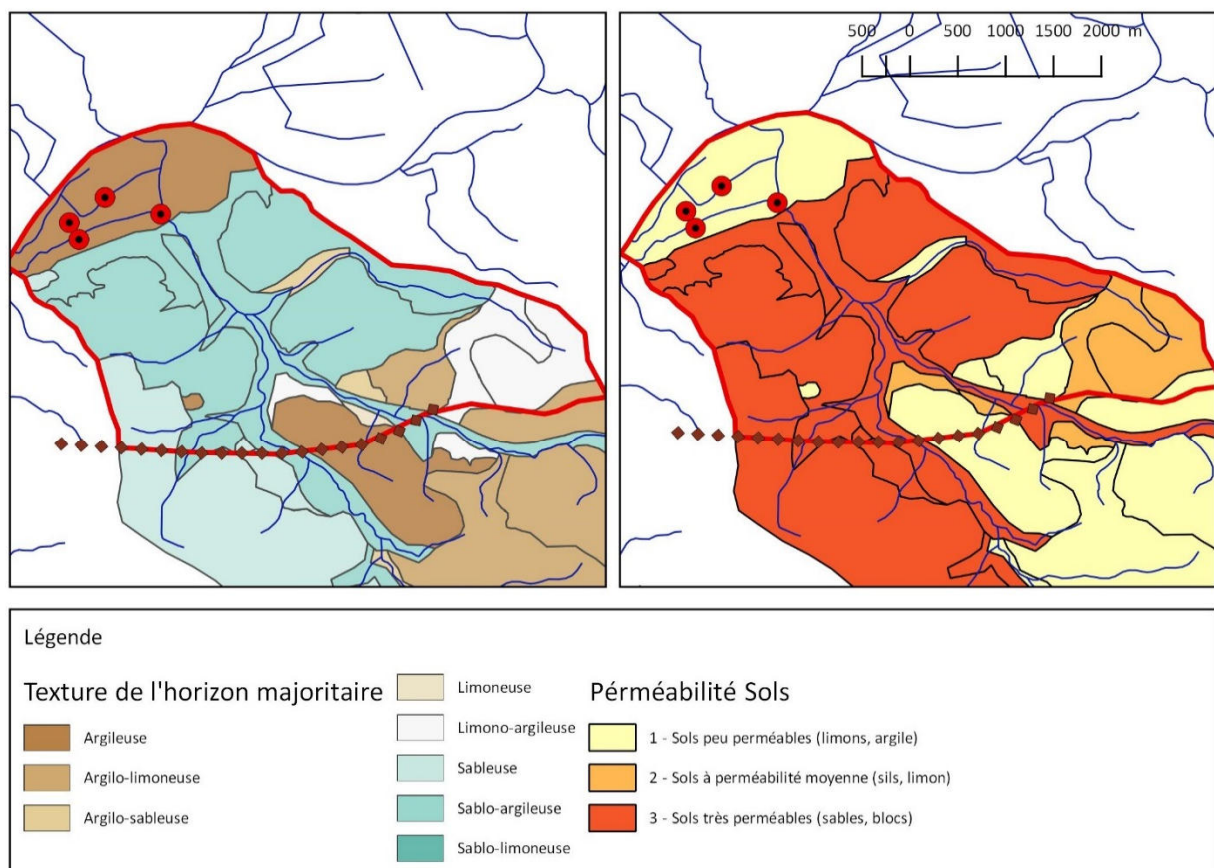 500 0 500 1000 1500 2000 m
Légende
Texture de l'horizon majoritaire
Argileuse
Argilo-limoneuse
Argilo-sableuse
Limoneuse
Limono-argileuse
Sableuse
Sablo-argileuse
Sablo-limoneuse
Pérméabilité Sols
1 - Sols peu perméables (limons, argile)
2 - Sols à perméabilité moyenne (sils, limon)
3 - Sols très perméables (sables, blocs)